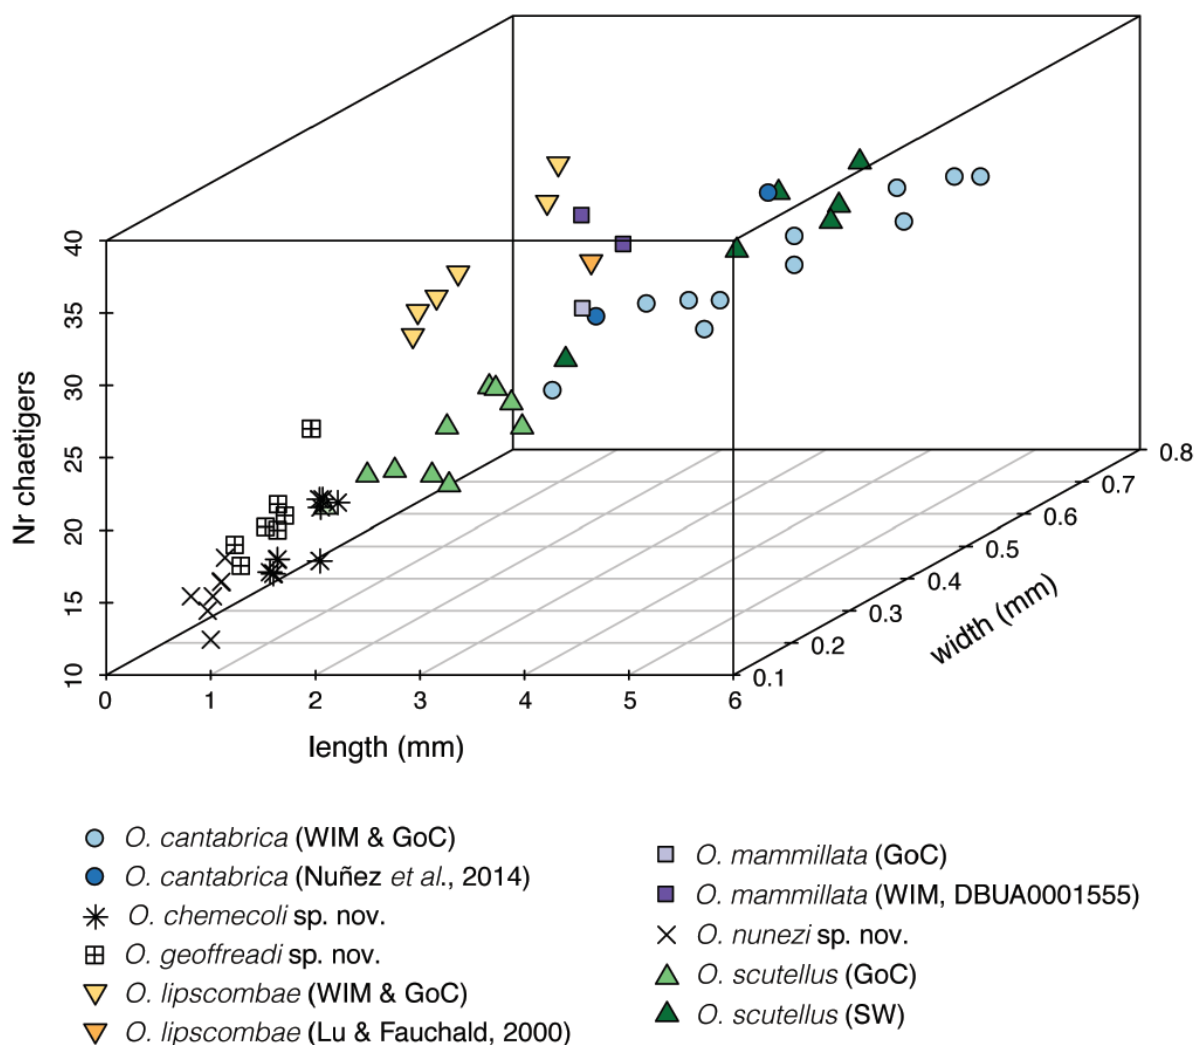 40
35
30
25
20
15
10
Nr chaetigers
0 1 2 3 4 5 6
length (mm)
0.1
0.2
0.3
0.4
0.5
0.6
0.7
0.8
width (mm)
O. cantabrica (WIM & GoC)
O. cantabrica (Nuñez et al., 2014)
O. chemecoli sp. nov.
O. geoffreadi sp. nov.
O. lipscombae (WIM & GoC)
O. lipscombae (Lu & Fauchald, 2000)
O. mammillata (GoC)
O. mammillata (WIM, DBUA0001555)
O. nunezi sp. nov.
O. scutellus (GoC)
O. scutellus (SW)